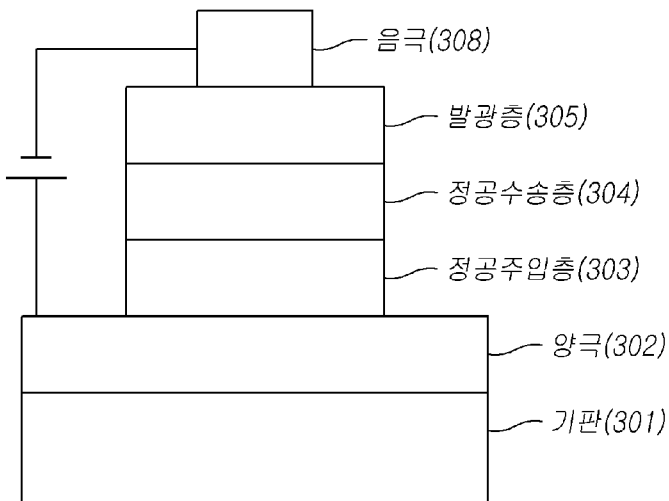 음극(308)
발광층(305)
정공수송층(304)
정공주입층(303)
양극(302)
기판(301)